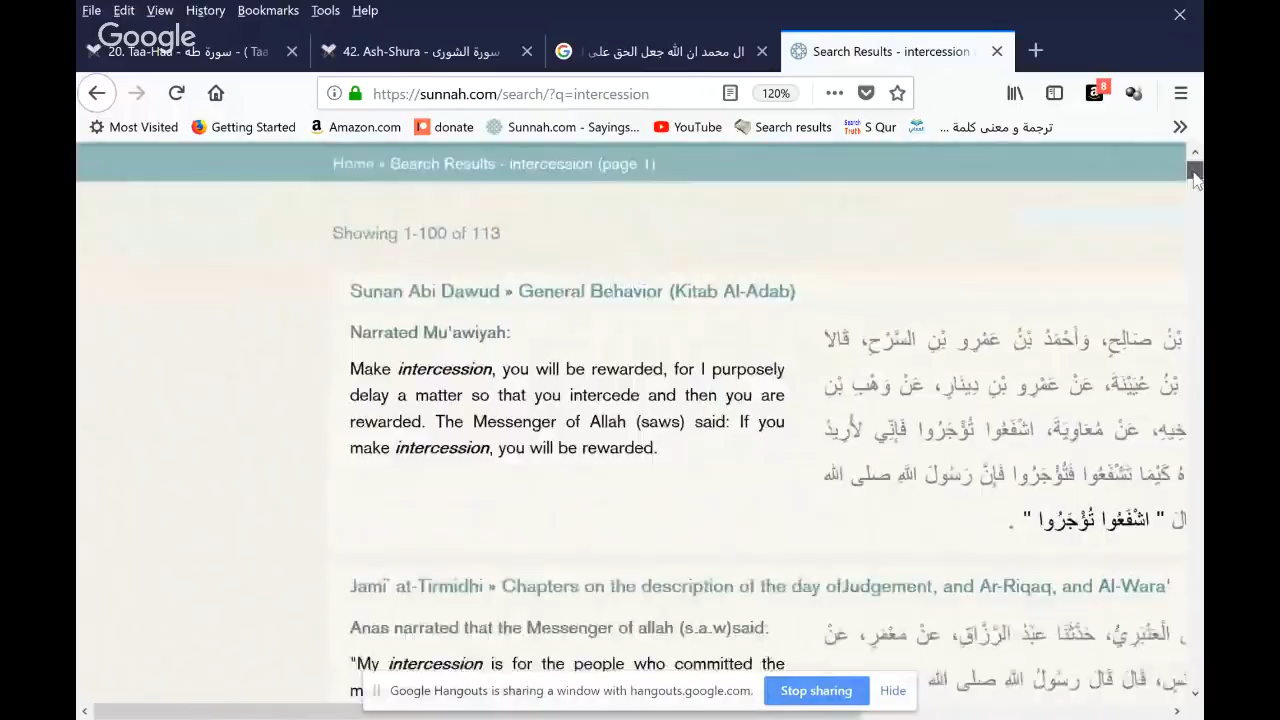 File Edit View History Bookmarks Tools Help
Google
20. Taa-Haa - سورة طه - ( Taa
42. Ash-Shura - سورة الشورى
ال محمد ان الله جعل الحق على
Search Results - intercession
https://sunnah.com/search/?q=intercession
120%
8
Most Visited Getting Started Amazon.com donate Sunnah.com - Sayings... YouTube Search results S Qur ترجمة و معنى كلمة ...
Home » Search Results - intercession (page 1)
Showing 1-100 of 113
Sunan Abi Dawud » General Behavior (Kitab Al-Adab)
Narrated Mu'awiyah:
Make intercession, you will be rewarded, for I purposely
delay a matter so that you intercede and then you are
rewarded. The Messenger of Allah (saws) said: If you
make intercession, you will be rewarded.
بْنُ صَالِحٍ، وَأَحْمَدُ بْنُ عَمْرِو بْنِ السَّرْحِ، قَالاَ
بْنُ عُيَيْنَةَ، عَنْ عَمْرِو بْنِ دِينَارٍ، عَنْ وَهْبِ بْنِ
خِيهِ، عَنْ مُعَاوِيَةَ، اشْفَعُوا تُؤْجَرُوا فَإِنِّي لأُرِيدُ
هُ كَيْمَا تَشْفَعُوا فَتُؤْجَرُوا فَإِنَّ رَسُولَ اللَّهِ صلى الله
الَ " اشْفَعُوا تُؤْجَرُوا " .
Jami` at-Tirmidhi » Chapters on the description of the day ofJudgement, and Ar-Riqaq, and Al-Wara'
Anas narrated that the Messenger of allah (s.a.w)said:
"My intercession is for the people who committed the
الْعَنْبَرِيُّ، حَدَّثَنَا عَبْدُ الرَّزَّاقِ، عَنْ مَعْمَرٍ، عَنْ
قَالَ قَالَ رَسُولُ اللَّهِ صلى الله
Google Hangouts is sharing a window with hangouts.google.com. Stop sharing Hide